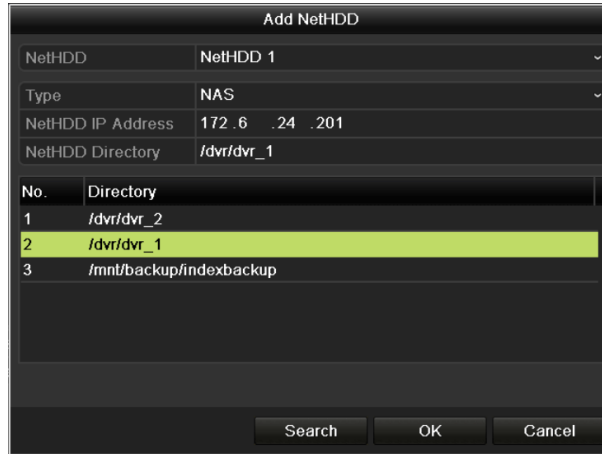 Add NetHDD
NetHDD NetHDD 1
Type NAS
NetHDD IP Address 172 .6 .24 .201
NetHDD Directory /dvr/dvr_1
No. Directory
1 /dvr/dvr_2
2 /dvr/dvr_1
3 /mnt/backup/indexbackup
Search OK Cancel